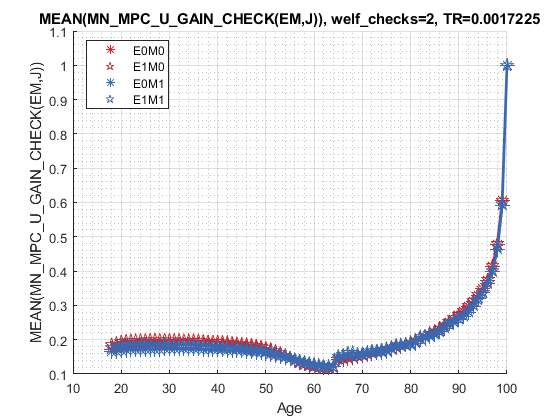 MEAN(MN_MPC_U_GAIN_CHECK(EM,J)), welf_checks=2, TR=0.0017225
MEAN(MN_MPC_U_GAIN_CHECK(EM,J))
1.1
1
0.9
0.8
0.7
0.6
0.5
0.4
0.3
0.2
0.1
E0M0
E1M0
E0M1
E1M1
10 20 30 40 50 60 70 80 90 100
Age